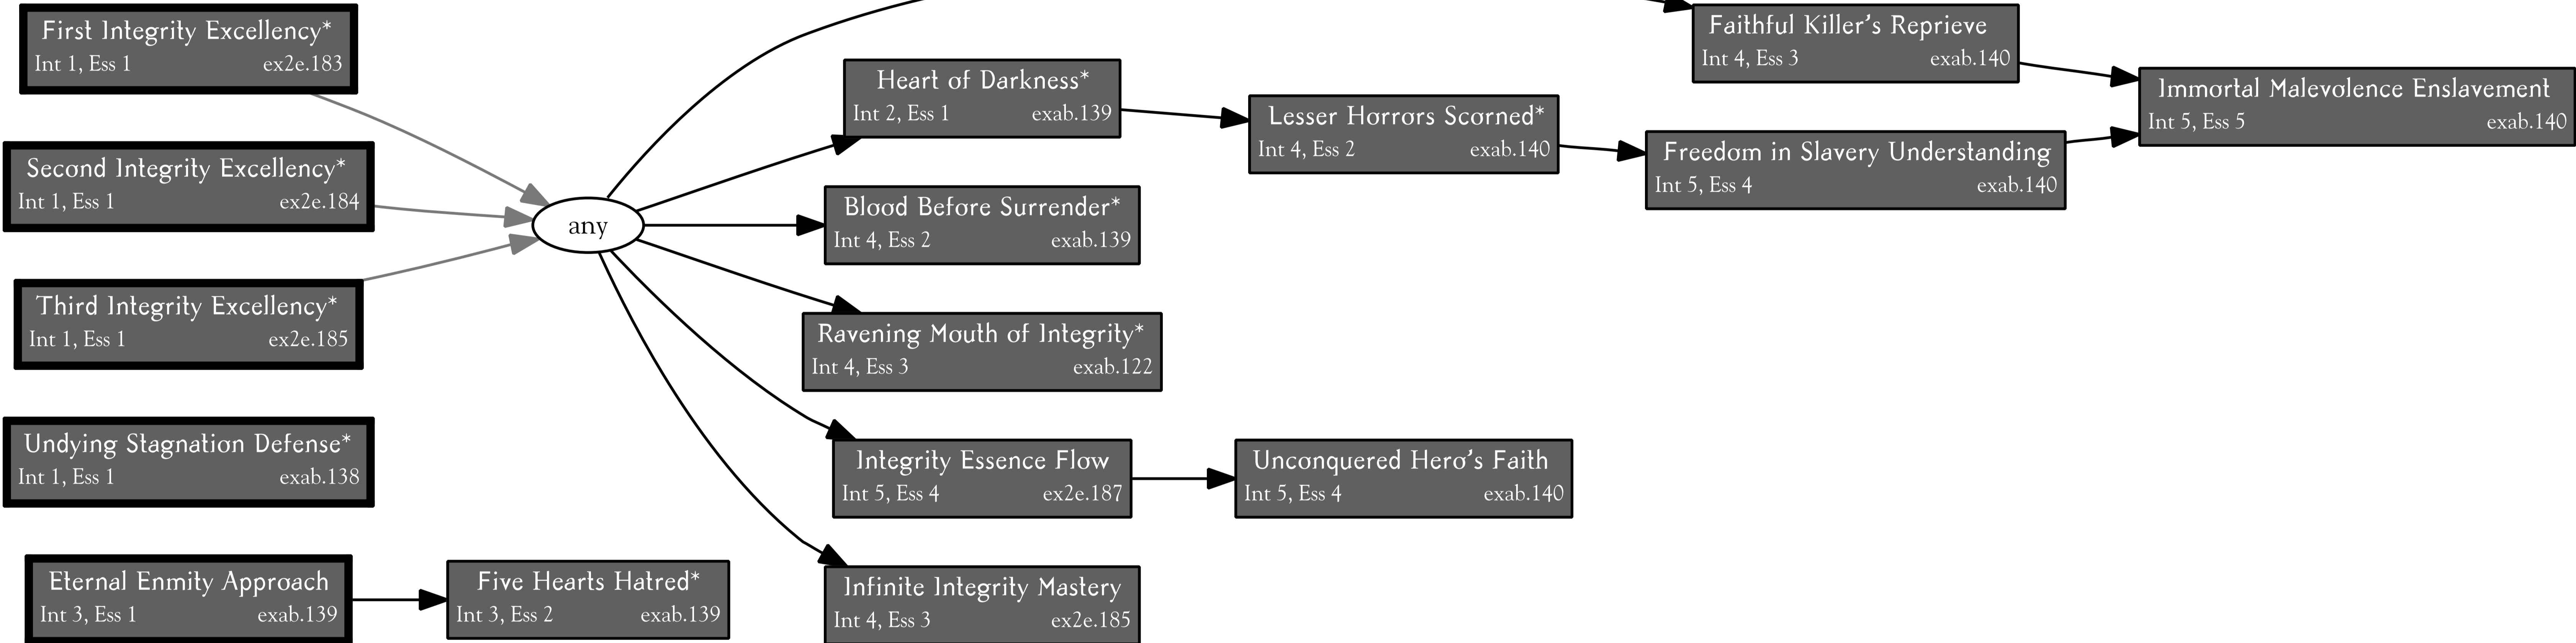 First Integrity Excellency*
Int 1, Ess 1 ex2e.183
Second Integrity Excellency*
Int 1, Ess 1 ex2e.184
Third Integrity Excellency*
Int 1, Ess 1 ex2e.185
Undying Stagnation Defense*
Int 1, Ess 1 exab.138
Eternal Enmity Approach
Int 3, Ess 1 exab.139
Five Hearts Hatred*
Int 3, Ess 2 exab.139
any
Heart of Darkness*
Int 2, Ess 1 exab.139
Blood Before Surrender*
Int 4, Ess 2 exab.139
Ravening Mouth of Integrity*
Int 4, Ess 3 exab.122
Integrity Essence Flow
Int 5, Ess 4 ex2e.187
Infinite Integrity Mastery
Int 4, Ess 3 ex2e.185
Lesser Horrors Scorned*
Int 4, Ess 2 exab.140
Unconquered Hero's Faith
Int 5, Ess 4 exab.140
Faithful Killer's Reprieve
Int 4, Ess 3 exab.140
Freedom in Slavery Understanding
Int 5, Ess 4 exab.140
Immortal Malevolence Enslavement
Int 5, Ess 5 exab.140